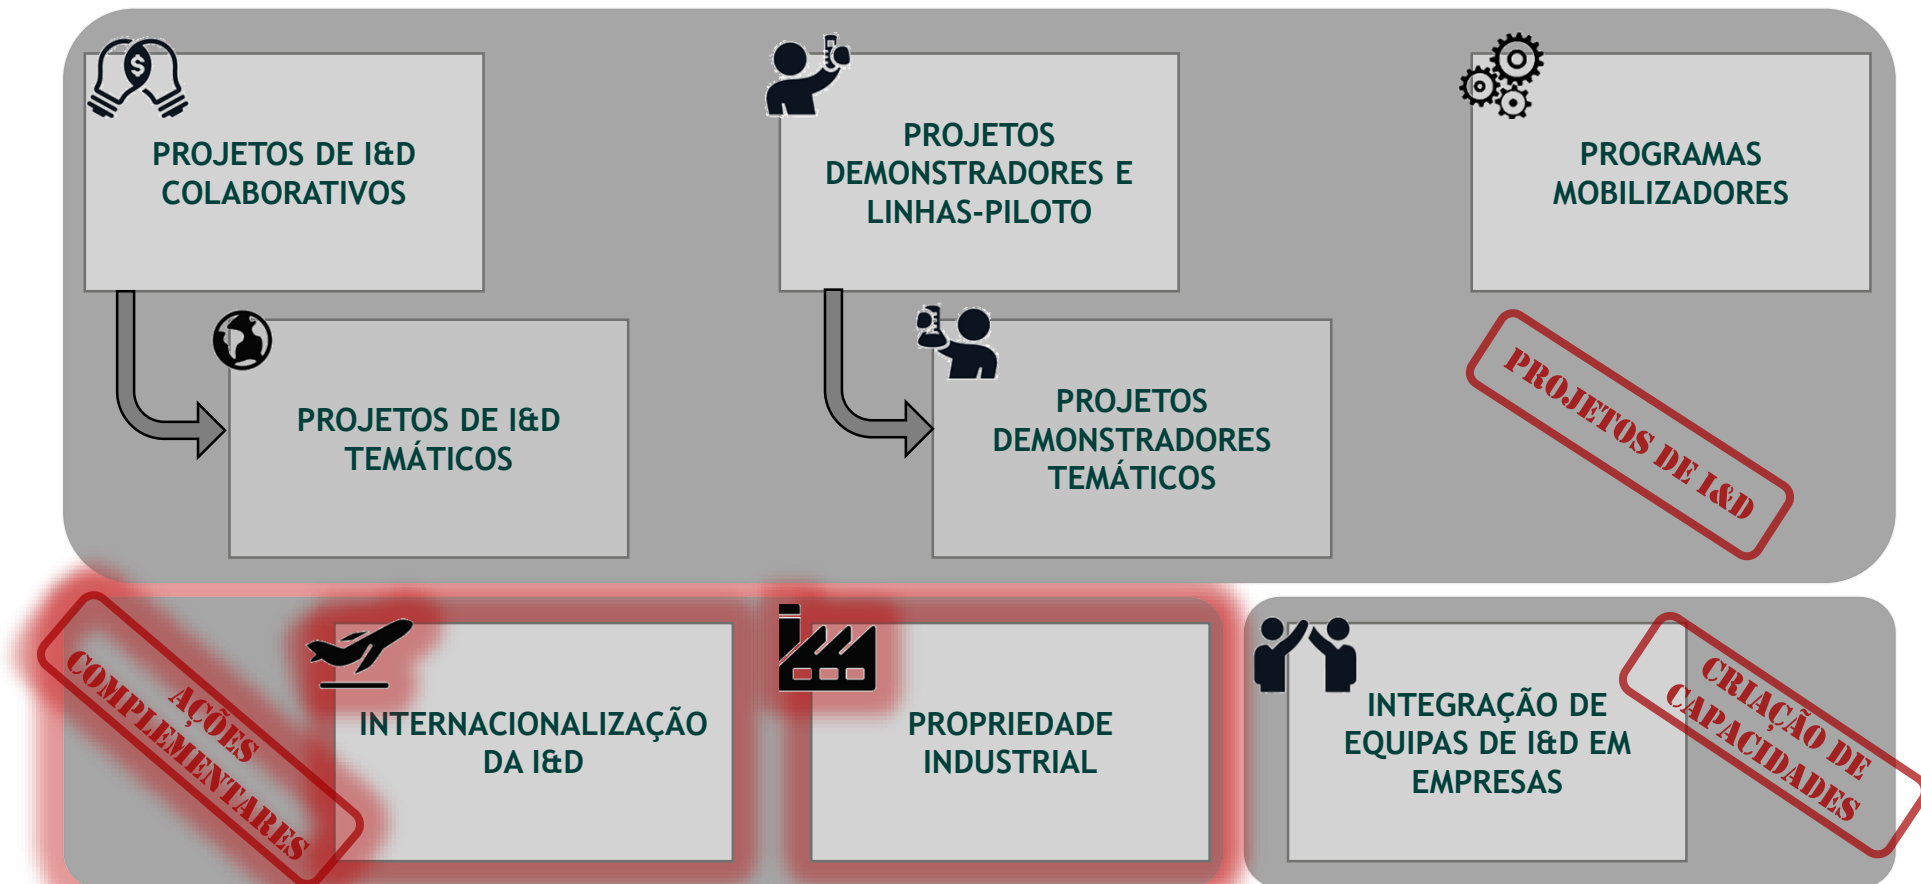 $
PROJETOS DE I&D
COLABORATIVOS
PROJETOS
DEMONSTRADORES E
LINHAS-PILOTO
PROGRAMAS
MOBILIZADORES
PROJETOS DE I&D
TEMÁTICOS
PROJETOS
DEMONSTRADORES
TEMÁTICOS
PROJETOS DE I&D
AÇÕES
COMPLEMENTARES
INTERNACIONALIZAÇÃO
DA I&D
PROPRIEDADE
INDUSTRIAL
INTEGRAÇÃO DE
EQUIPAS DE I&D EM
EMPRESAS
CRIAÇÃO DE
CAPACIDADES